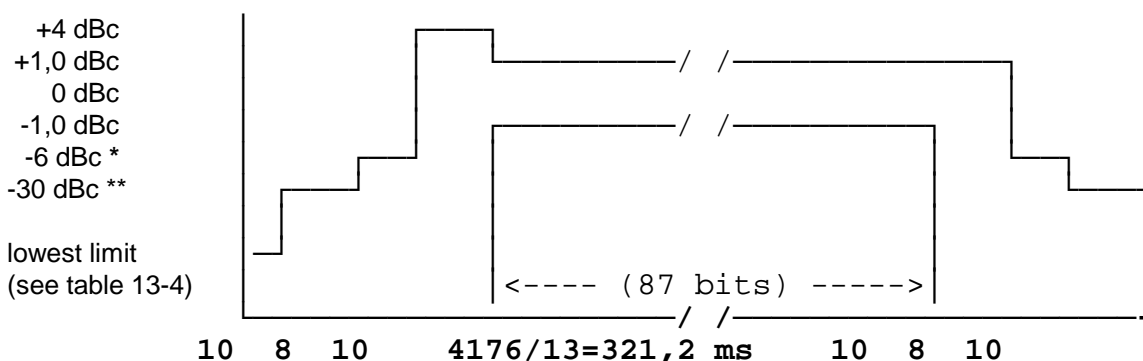 +4 dBc
+1,0 dBc
0 dBc
-1,0 dBc
-6 dBc *
-30 dBc **
lowest limit
(see table 13-4)
<---- (87 bits) ----->
10 8 10 4176/13=321,2 ms 10 8 10